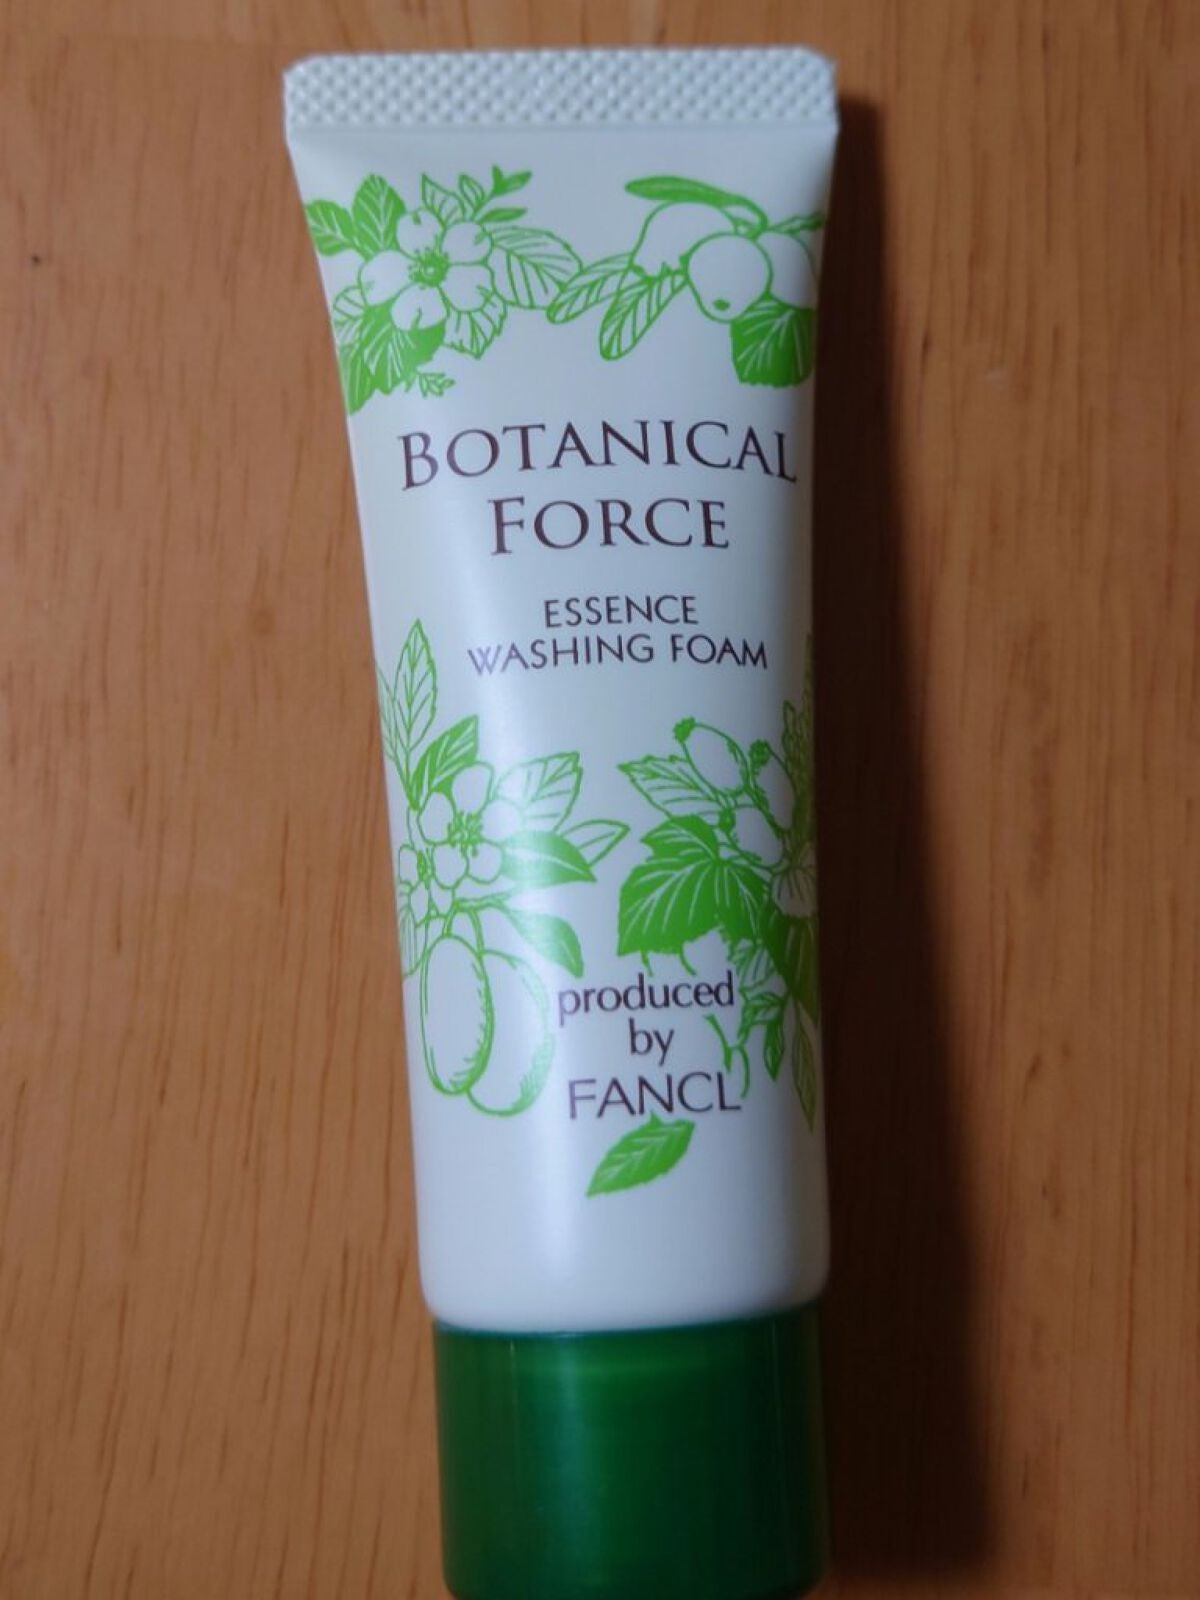 BOTANICAL
FORCE
ESSENCE
WASHING FOAM
produced
by
FANCL